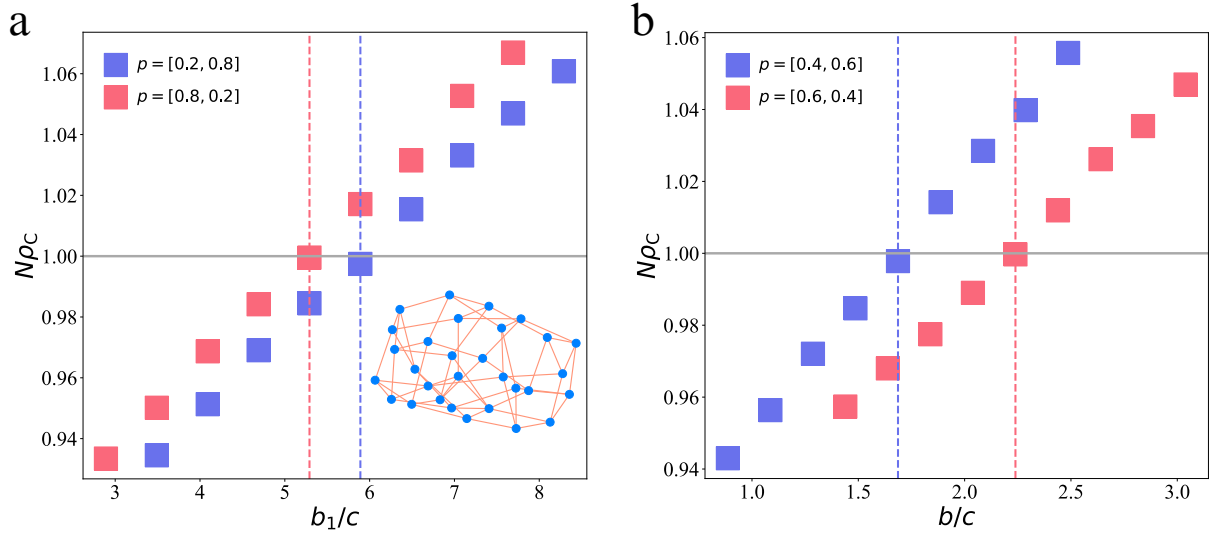 a
p = [0.2, 0.8]
p = [0.8, 0.2]
1.06
1.04
1.02
1.00
0.98
0.96
0.94
NρC
3 4 5 6 7 8
b1/c
b
p = [0.4, 0.6]
p = [0.6, 0.4]
1.06
1.04
1.02
1.00
0.98
0.96
0.94
NρC
1.0 1.5 2.0 2.5 3.0
b/c